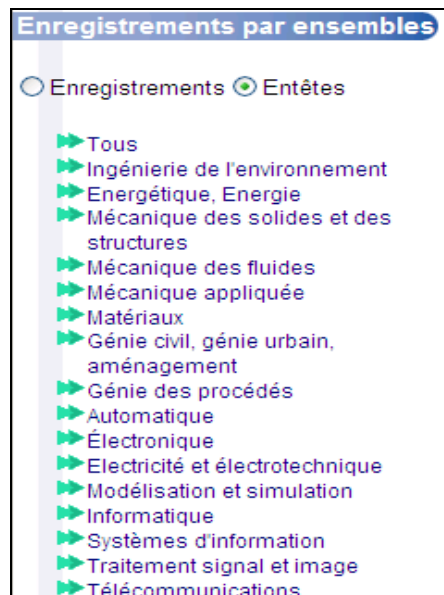 Enregistrements par ensembles
Enregistrements Entêtes
Tous
Ingénierie de l'environnement
Energétique, Energie
Mécanique des solides et des
structures
Mécanique des fluides
Mécanique appliquée
Matériaux
Génie civil, génie urbain,
aménagement
Génie des procédés
Automatique
Électronique
Electricité et électrotechnique
Modélisation et simulation
Informatique
Systèmes d'information
Traitement signal et image
Télécommunications